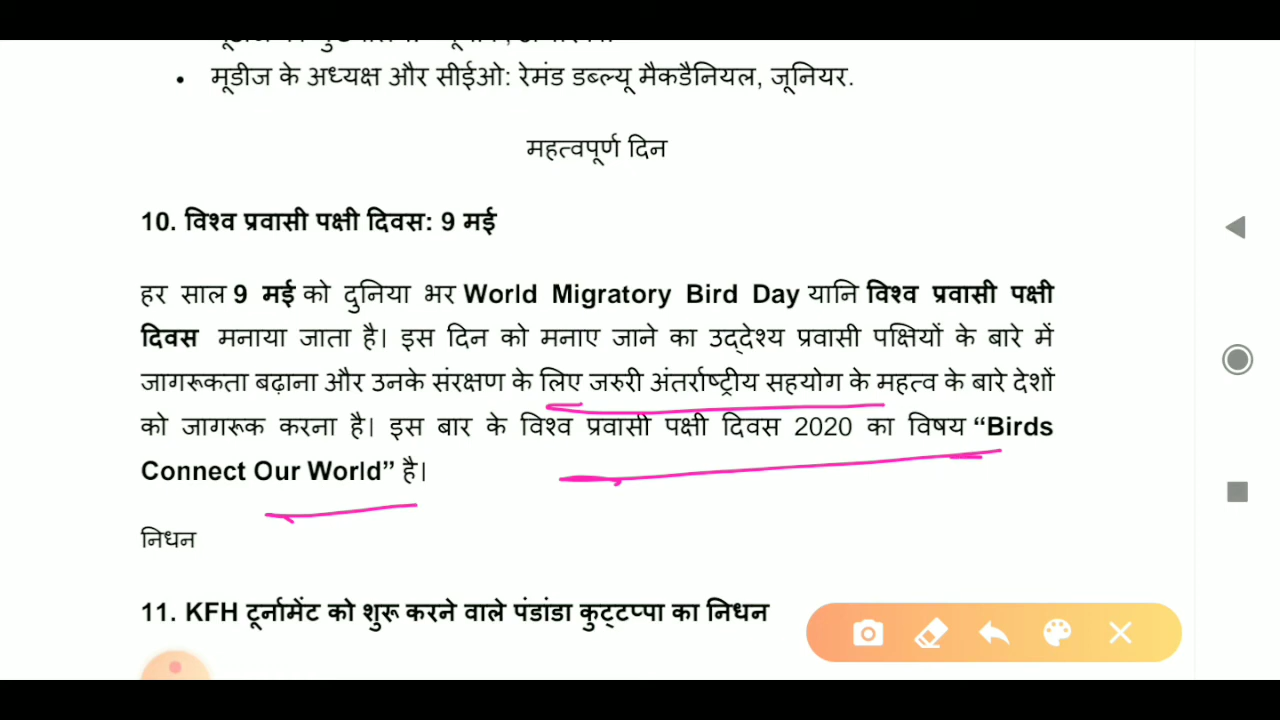 • मूडीज के अध्यक्ष और सीईओ: रेमंड डब्ल्यू मैकडैनियल, जूनियर.
महत्वपूर्ण दिन
10. विश्व प्रवासी पक्षी दिवस: 9 मई
हर साल 9 मई को दुनिया भर World Migratory Bird Day यानि विश्व प्रवासी पक्षी
दिवस मनाया जाता है। इस दिन को मनाए जाने का उद्देश्य प्रवासी पक्षियों के बारे में
जागरूकता बढ़ाना और उनके संरक्षण के लिए जरुरी अंतर्राष्ट्रीय सहयोग के महत्व के बारे देशों
को जागरूक करना है। इस बार के विश्व प्रवासी पक्षी दिवस 2020 का विषय “Birds
Connect Our World” है।
निधन
11. KFH टूर्नामेंट को शुरू करने वाले पंडांडा कुट्टप्पा का निधन